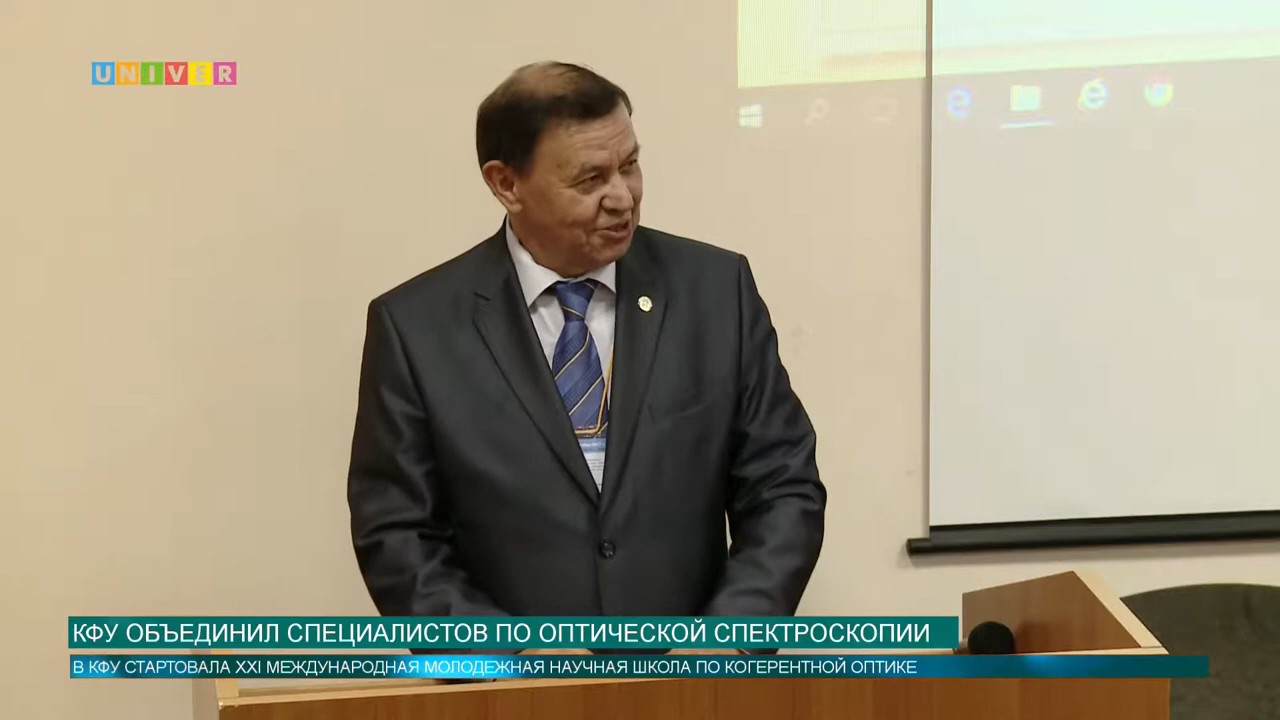 UNIVER
КФУ ОБЪЕДИНИЛ СПЕЦИАЛИСТОВ ПО ОПТИЧЕСКОЙ СПЕКТРОСКОПИИ
В КФУ СТАРТОВАЛА XXI МЕЖДУНАРОДНАЯ МОЛОДЕЖНАЯ НАУЧНАЯ ШКОЛА ПО КОГЕРЕНТНОЙ ОПТИКЕ